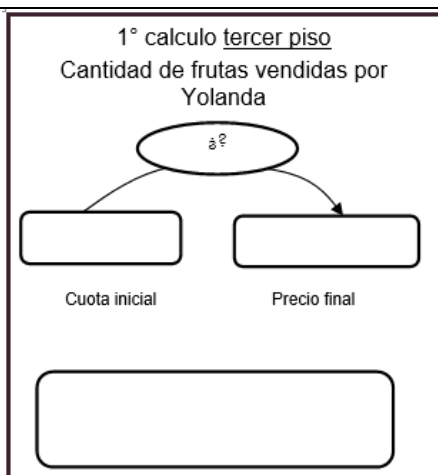 1° calculo tercer piso
Cantidad de frutas vendidas por
Yolanda
¿?
Cuota inicial
Precio final